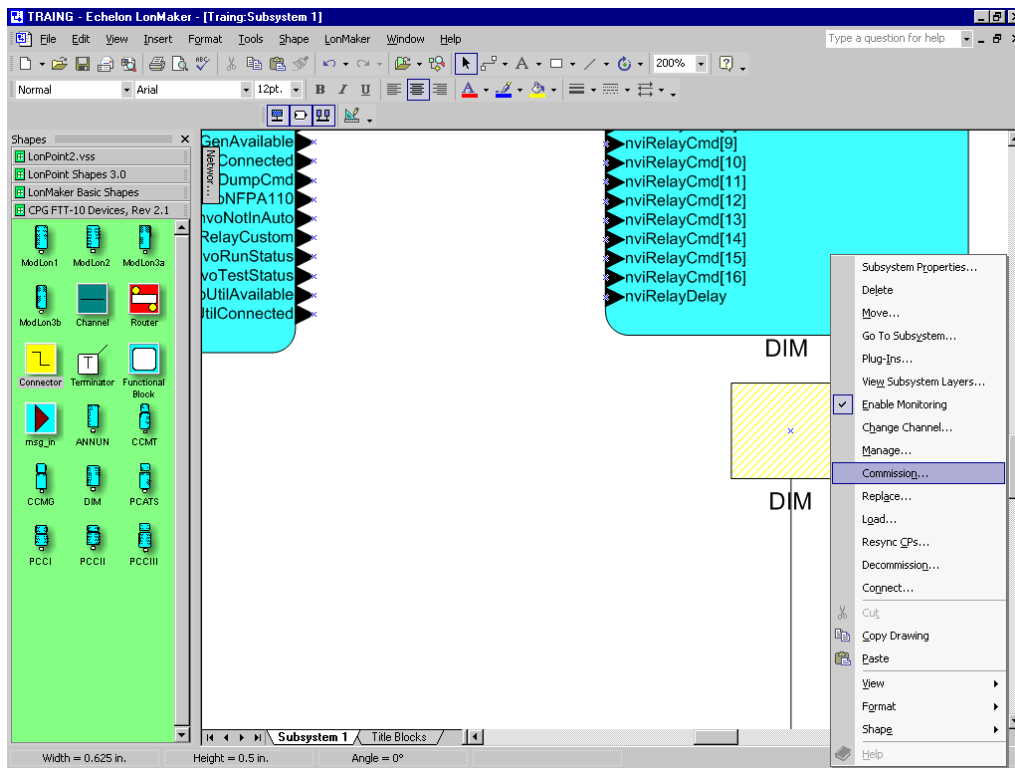 TRAING - Echelon LonMaker - [Traing:Subsystem 1]
File Edit View Insert Format Tools Shape LonMaker Window Help
Type a question for help
200%
Normal Arial 12pt. B I U
Shapes
LonPoint2.vss
LonPoint Shapes 3.0
LonMaker Basic Shapes
CPG FTT-10 Devices, Rev 2.1
ModLon1 ModLon2 ModLon3a
ModLon3b Channel Router
Connector Terminator Functional Block
msg_in ANNUN CCMT
CCMG DIM PCATS
PCCI PCCII PCCIII
Networ...
GenAvailable
Connected
DumpCmd
oNFPA110
nvoNotInAuto
RelayCustom
voRunStatus
voTestStatus
oUtilAvailable
UtilConnected
nviRelayCmd[9]
nviRelayCmd[10]
nviRelayCmd[11]
nviRelayCmd[12]
nviRelayCmd[13]
nviRelayCmd[14]
nviRelayCmd[15]
nviRelayCmd[16]
nviRelayDelay
DIM
DIM
Subsystem Properties...
Delete
Move...
Go To Subsystem...
Plug-Ins...
View Subsystem Layers...
Enable Monitoring
Change Channel...
Manage...
Commission...
Replace...
Load...
Resync CPs...
Decommission...
Connect...
Cut
Copy Drawing
Paste
View
Format
Shape
Help
Subsystem 1 Title Blocks
Width = 0.625 in. Height = 0.5 in. Angle = 0°